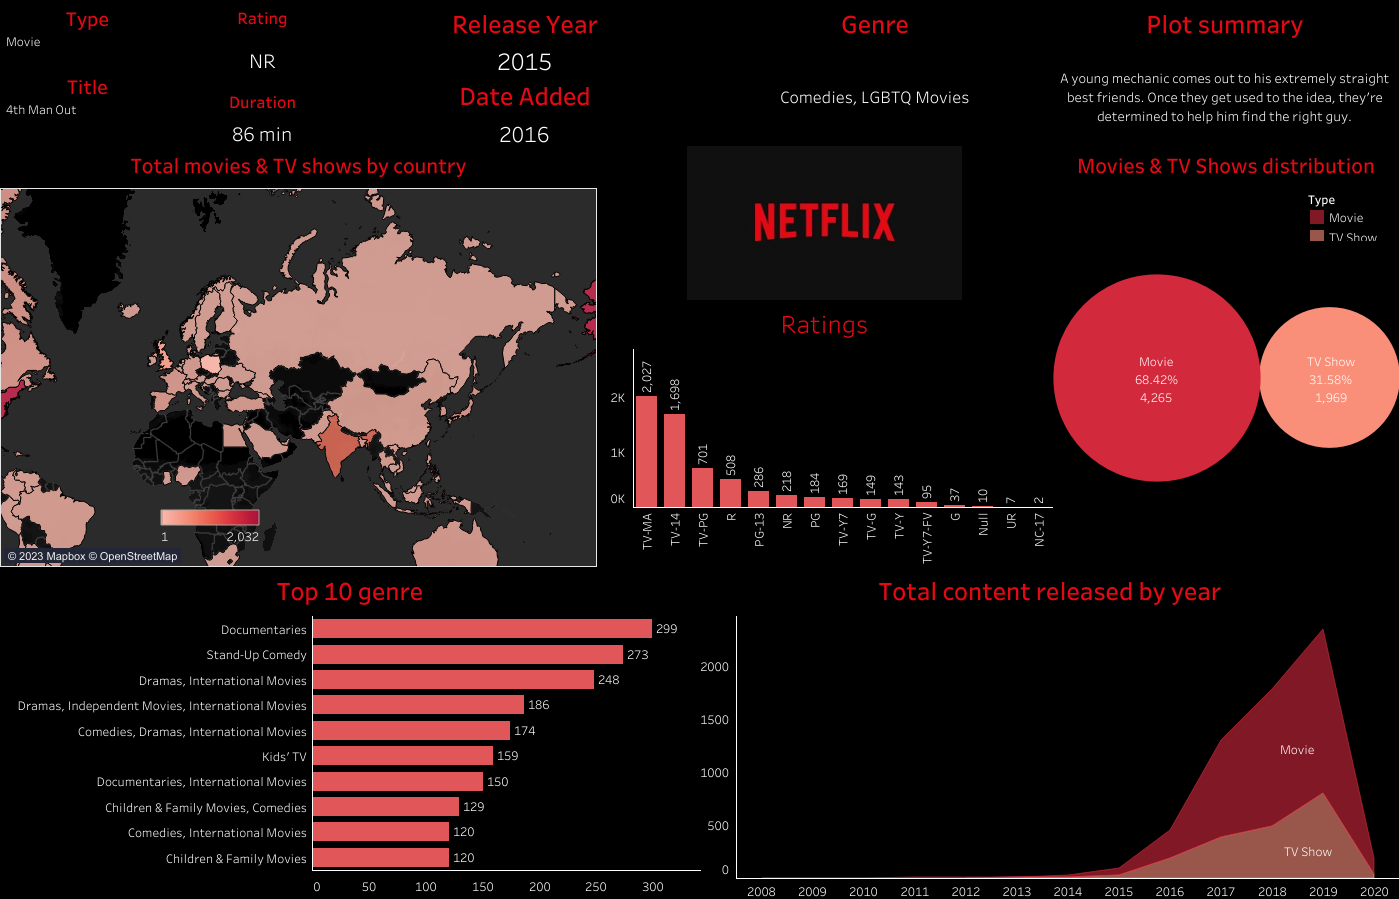 Type
Movie
Title
4th Man Out
Rating
NR
Duration
86 min
Release Year
2015
Date Added
2016
Genre
Comedies, LGBTQ Movies
Plot summary
A young mechanic comes out to his extremely straight
best friends. Once they get used to the idea, they’re
determined to help him find the right guy.
Total movies & TV shows by country
1
2,032
© 2023 Mapbox © OpenStreetMap
NETFLIX
Ratings
2K
1K
0K
2,027
1,698
701
508
286
218
184
169
149
143
95
37
10
7
2
TV-MA
TV-14
TV-PG
R
PG-13
NR
PG
TV-Y7
TV-G
TV-Y
TV-Y7-FV
G
Null
UR
NC-17
Movies & TV Shows distribution
Type
Movie
TV Show
Movie
68.42%
4,265
TV Show
31.58%
1,969
Top 10 genre
Documentaries 299
Stand-Up Comedy 273
Dramas, International Movies 248
Dramas, Independent Movies, International Movies 186
Comedies, Dramas, International Movies 174
Kids’ TV 159
Documentaries, International Movies 150
Children & Family Movies, Comedies 129
Comedies, International Movies 120
Children & Family Movies 120
0 50 100 150 200 250 300
Total content released by year
2000
1500
1000
500
0
Movie
TV Show
2008 2009 2010 2011 2012 2013 2014 2015 2016 2017 2018 2019 2020